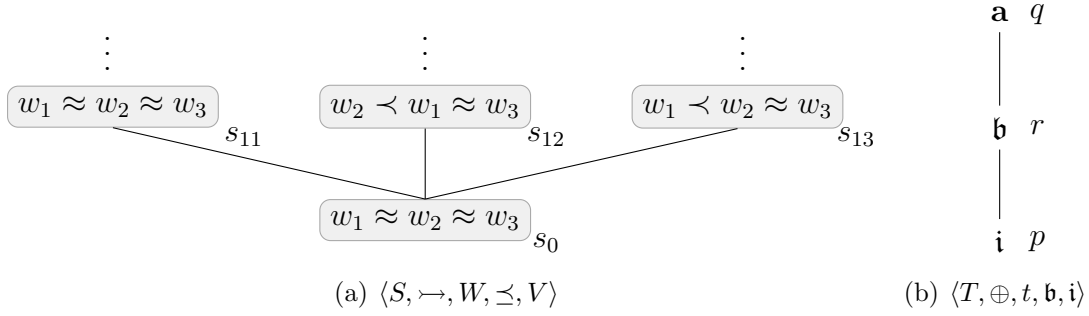 𝐚 q
⋮ ⋮ ⋮
w₁ ≈ w₂ ≈ w₃ w₂ ≺ w₁ ≈ w₃ w₁ ≺ w₂ ≈ w₃
s₁₁ s₁₂ s₁₃ 𝔟 r
w₁ ≈ w₂ ≈ w₃
s₀ 𝔦 p
(a) ⟨S, ↣, W, ⪯, V⟩ (b) ⟨T, ⊕, t, 𝔟, 𝔦⟩